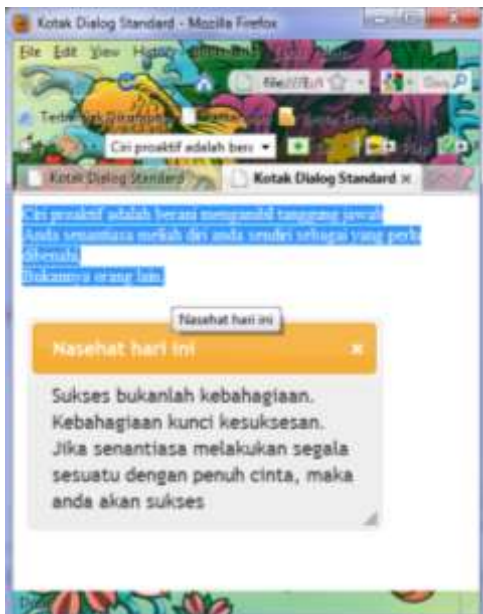 Kotak Dialog Standard - Mozilla Firefox
File Edit View History
file:///E:/
Ciri proaktif adalah bera
Kotak Dialog Standard
Kotak Dialog Standard ×
Ciri proaktif adalah berani mengambil tanggung jawab
Anda senantiasa melilah diri anda sendiri sebagai yang perlu
dibenahi,
Bukannya orang lain.
Nasehat hari ini
Nasehat hari ini ×
Sukses bukanlah kebahagiaan.
Kebahagiaan kunci kesuksesan.
Jika senantiasa melakukan segala
sesuatu dengan penuh cinta, maka
anda akan sukses